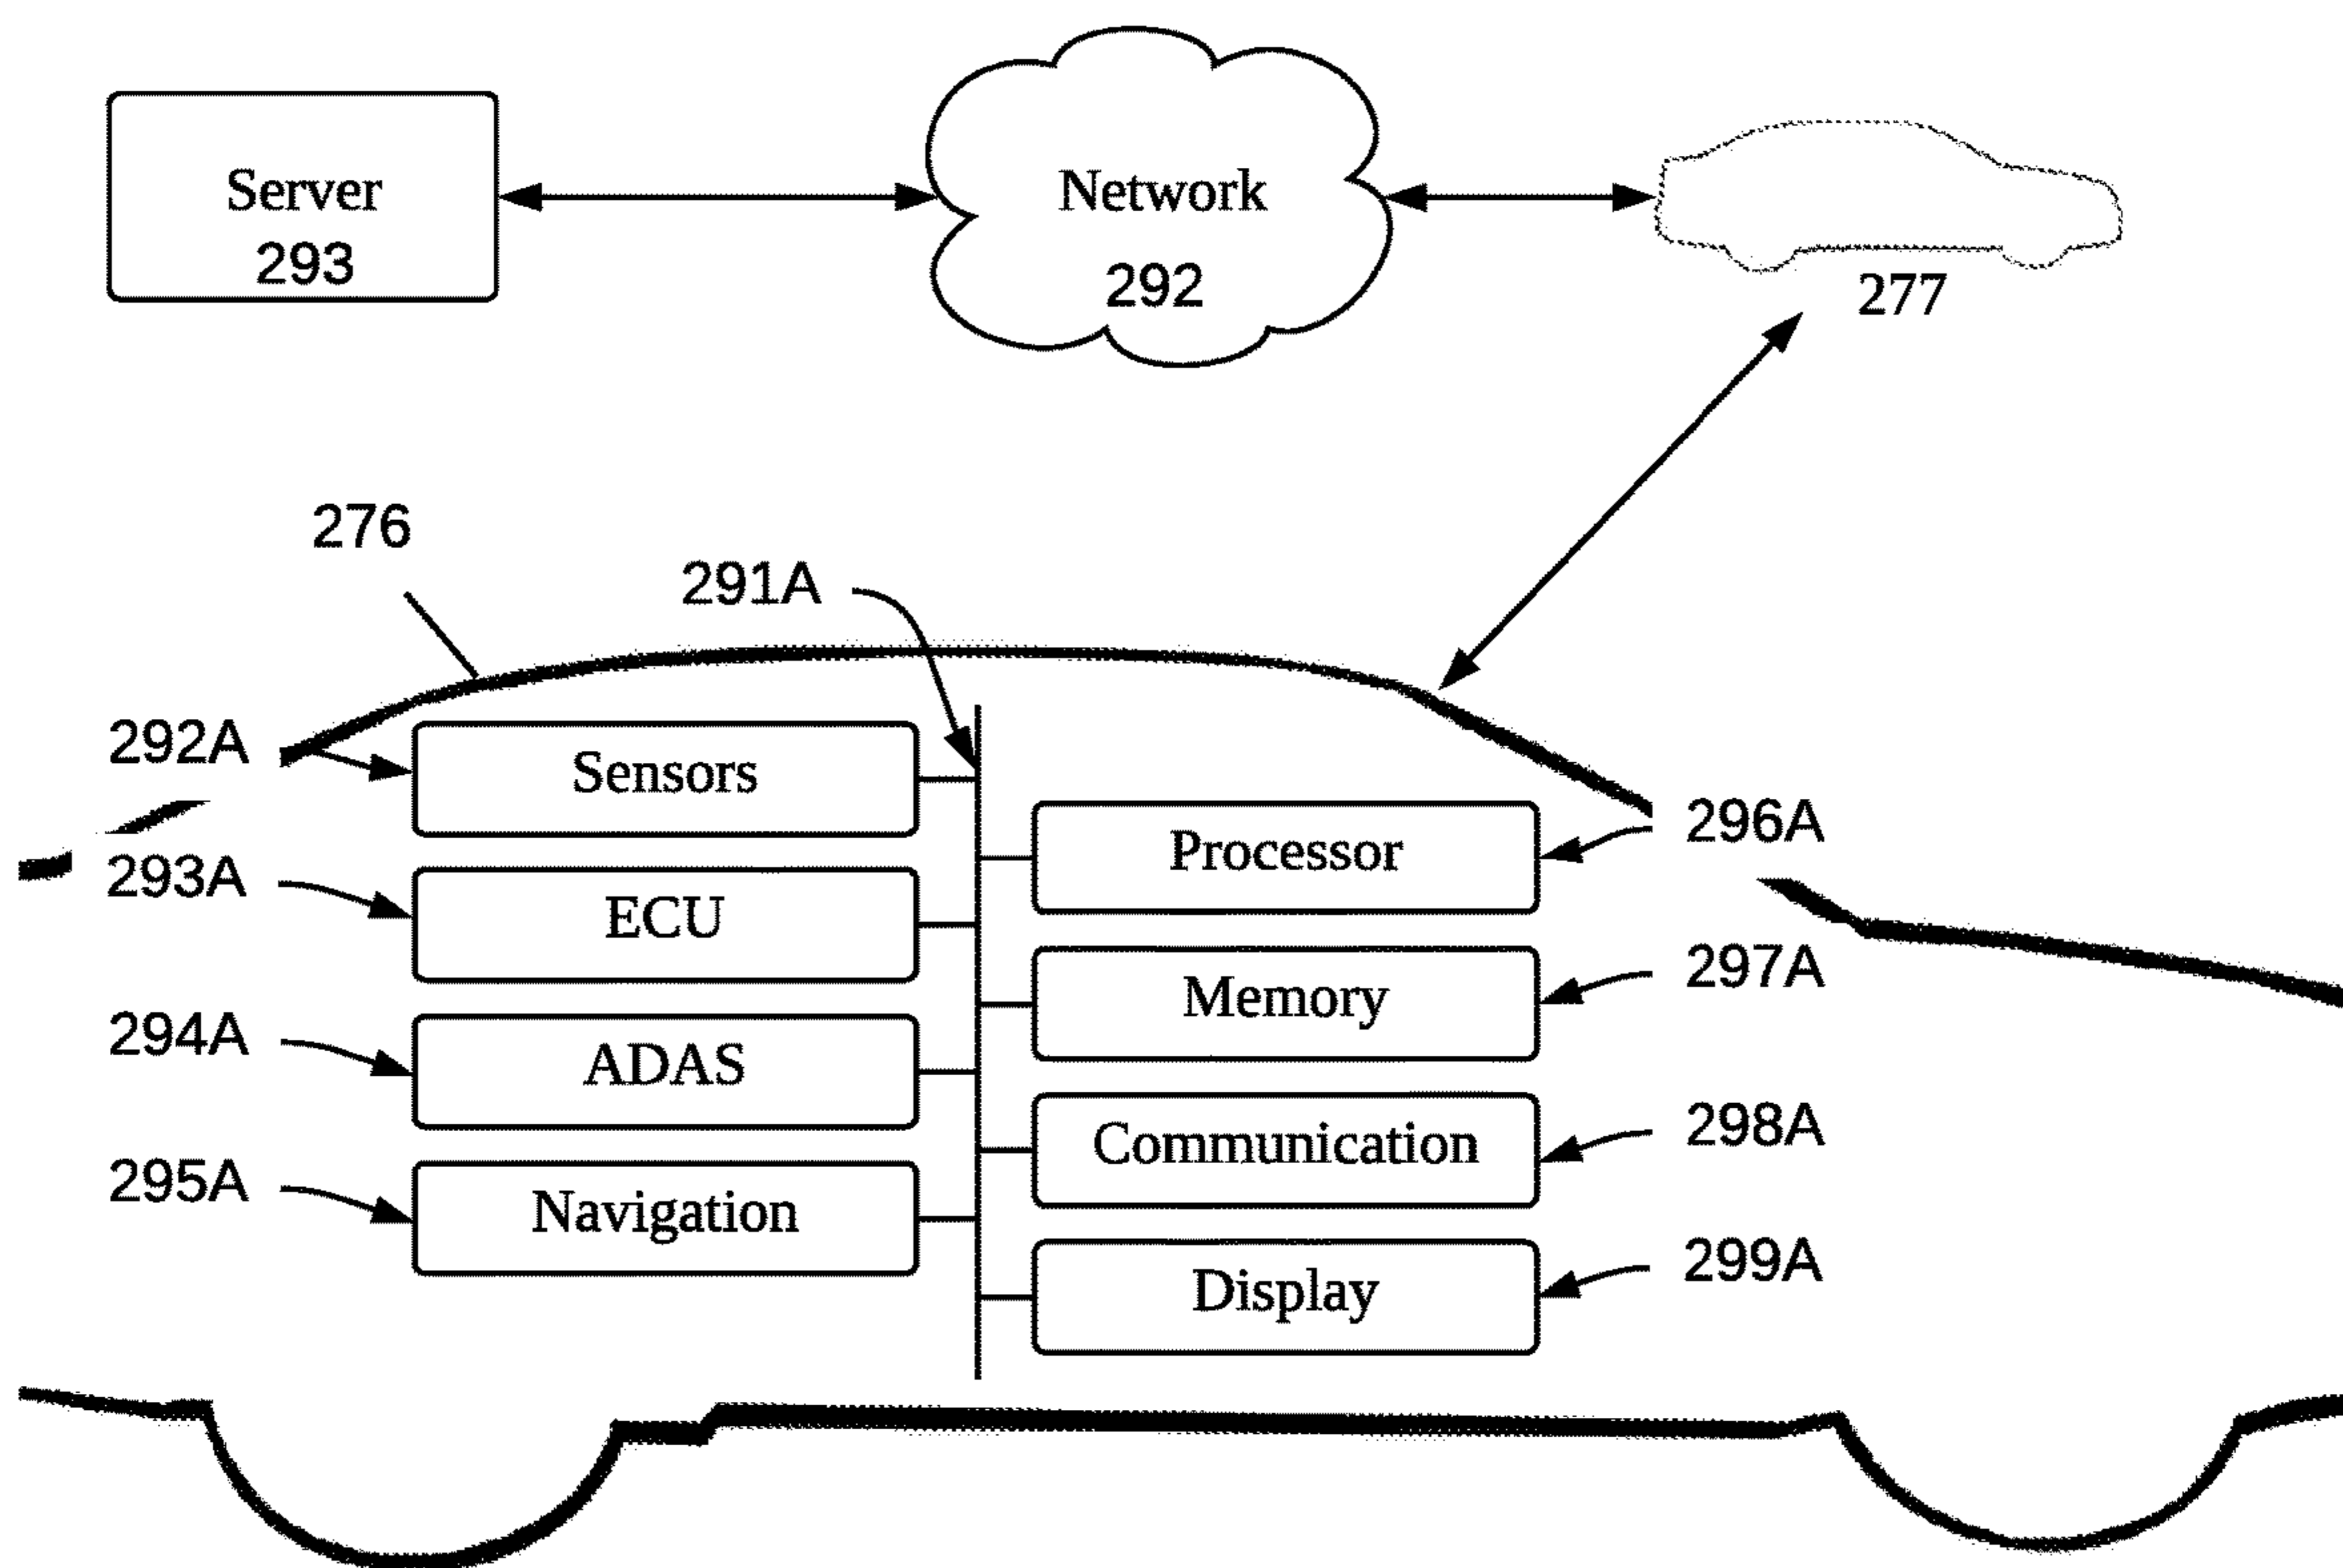 Server
293
Network
292
277
276
291A
292A
Sensors
Processor
296A
293A
ECU
Memory
297A
294A
ADAS
Communication
298A
295A
Navigation
Display
299A